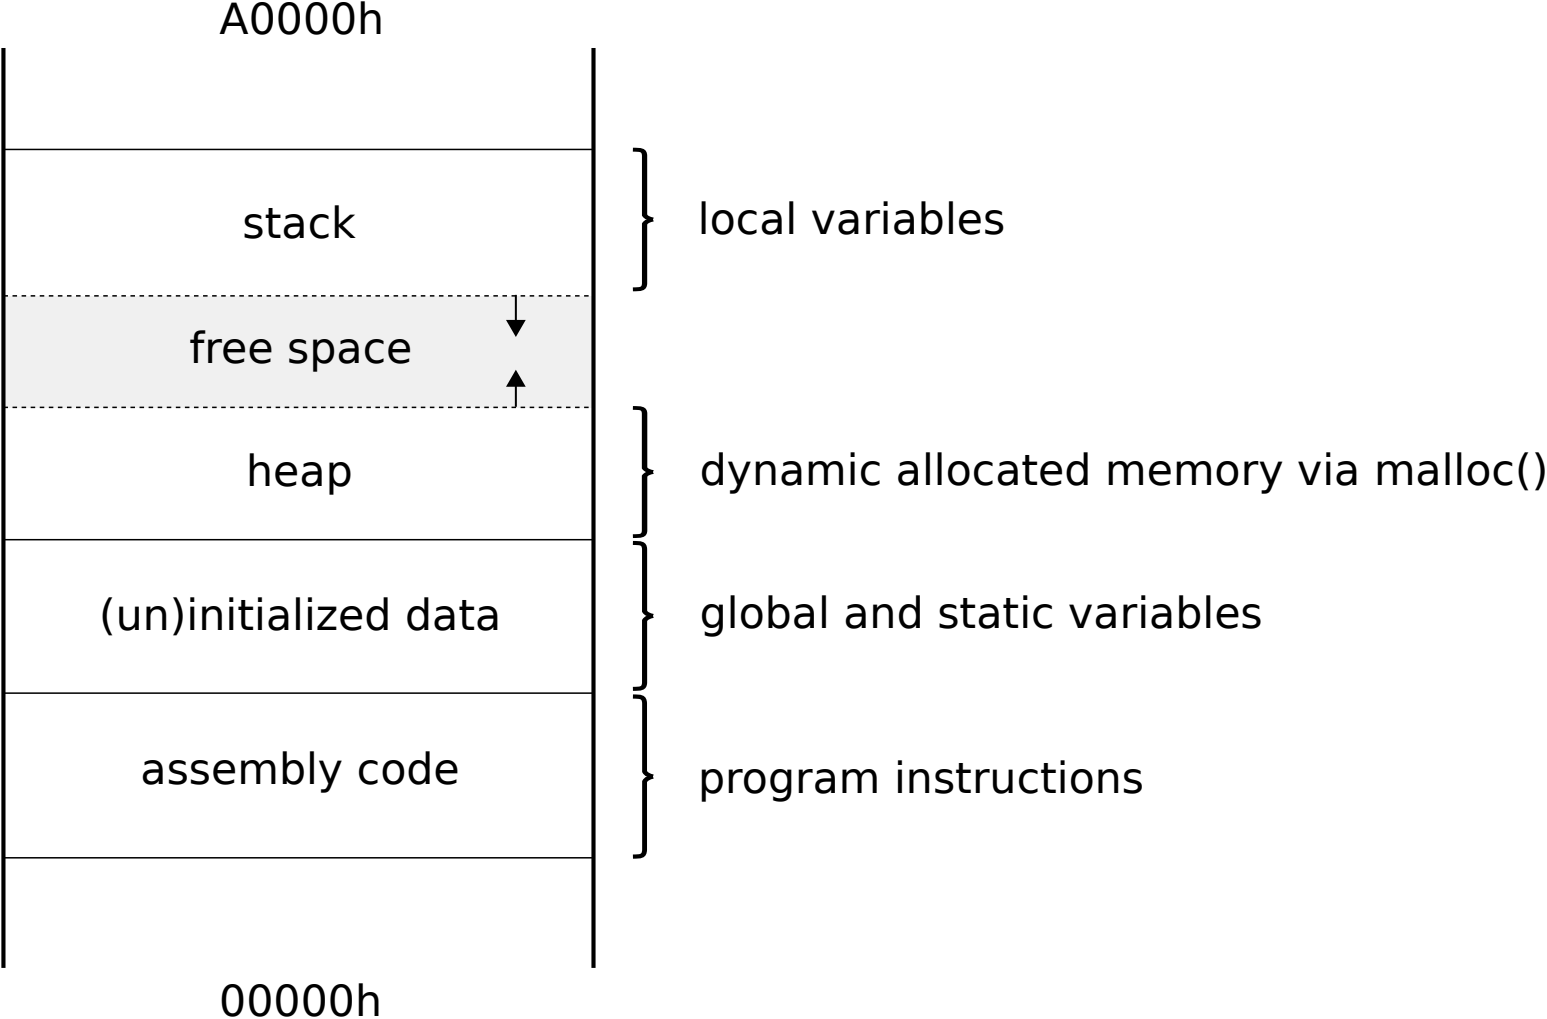 A0000h
stack
local variables
free space
heap
dynamic allocated memory via malloc()
(un)initialized data
global and static variables
assembly code
program instructions
00000h